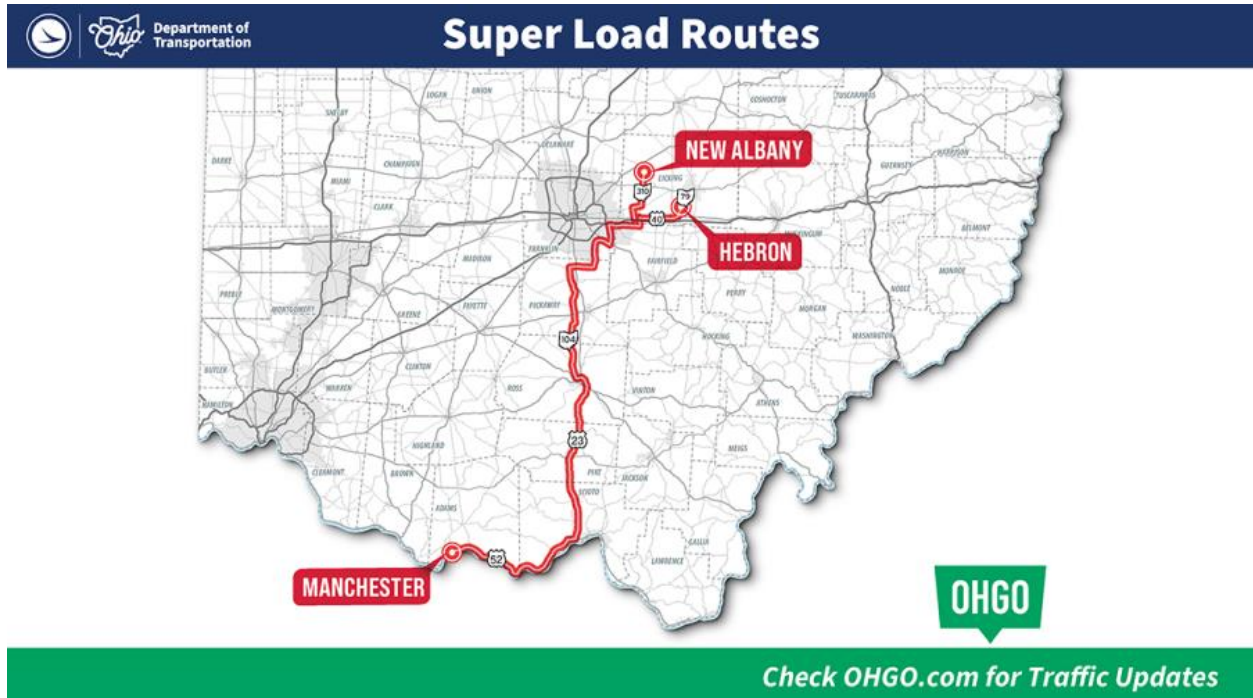 Ohio
Department of
Transportation
Super Load Routes
LOGAN
UNION
COSHOCTON
TUSCARAWAS
SHELBY
DELAWARE
NEW ALBANY
DARKE
MIAMI
CHAMPAIGN
LICKING
GUERNSEY
HARRISON
CLARK
310
79
40
FRANKLIN
HEBRON
BELMONT
MADISON
FAIRFIELD
MONROE
PREBLE
MONTGOMERY
GREENE
FAYETTE
PICKAWAY
PERRY
MORGAN
NOBLE
WASHINGTON
104
HOCKING
BUTLER
WARREN
CLINTON
ROSS
VINTON
ATHENS
HAMILTON
23
HIGHLAND
MEIGS
CLERMONT
BROWN
PIKE
JACKSON
SCIOTO
ADAMS
GALLIA
52
LAWRENCE
MANCHESTER
OHGO
Check OHGO.com for Traffic Updates